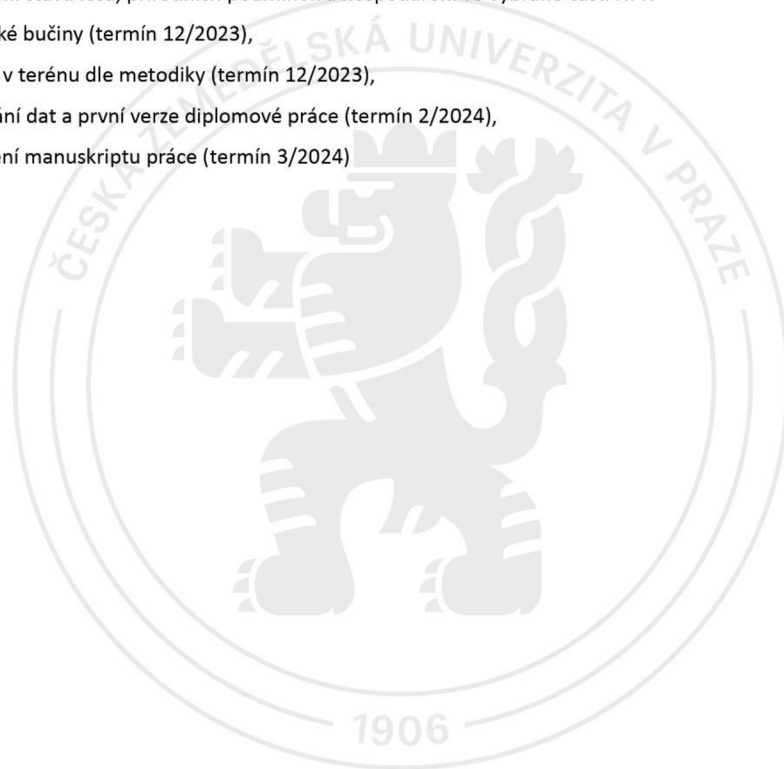 ké bučiny (termín 12/2023),
v terénu dle metodiky (termín 12/2023),
ní dat a první verze diplomové práce (termín 2/2024),
ení manuskriptu práce (termín 3/2024)
ČESKÁ ZEMĚDĚLSKÁ UNIVERZITA V PRAZE
1906